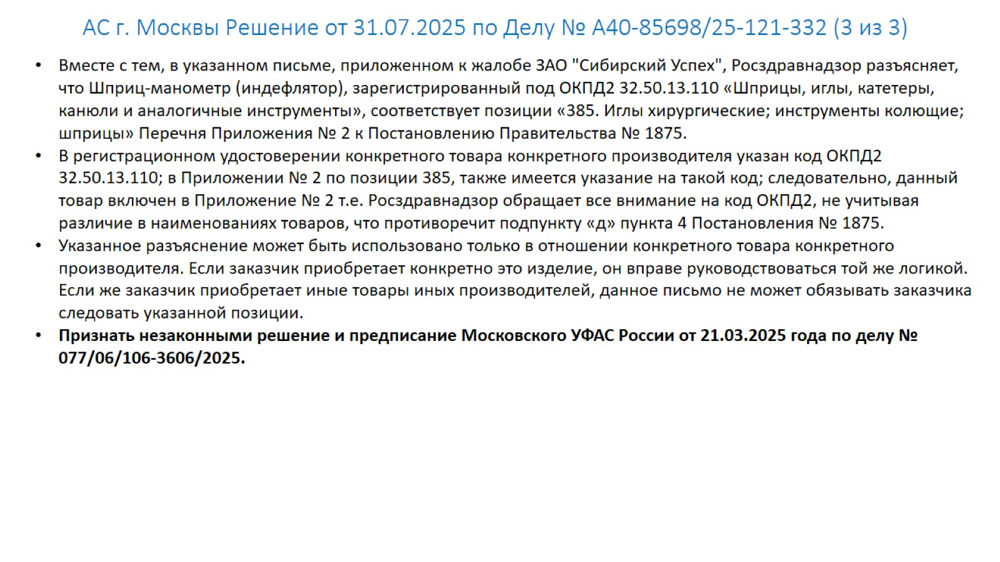 АС г. Москвы Решение от 31.07.2025 по Делу № А40-85698/25-121-332 (3 из 3)
• Вместе с тем, в указанном письме, приложенном к жалобе ЗАО "Сибирский Успех", Росздравнадзор разъясняет,
что Шприц-манометр (индефлятор), зарегистрированный под ОКПД2 32.50.13.110 «Шприцы, иглы, катетеры,
канюли и аналогичные инструменты», соответствует позиции «385. Иглы хирургические; инструменты колющие;
шприцы» Перечня Приложения № 2 к Постановлению Правительства № 1875.
• В регистрационном удостоверении конкретного товара конкретного производителя указан код ОКПД2
32.50.13.110; в Приложении № 2 по позиции 385, также имеется указание на такой код; следовательно, данный
товар включен в Приложение № 2 т.е. Росздравнадзор обращает все внимание на код ОКПД2, не учитывая
различие в наименованиях товаров, что противоречит подпункту «д» пункта 4 Постановления № 1875.
• Указанное разъяснение может быть использовано только в отношении конкретного товара конкретного
производителя. Если заказчик приобретает конкретно это изделие, он вправе руководствоваться той же логикой.
Если же заказчик приобретает иные товары иных производителей, данное письмо не может обязывать заказчика
следовать указанной позиции.
• Признать незаконными решение и предписание Московского УФАС России от 21.03.2025 года по делу №
077/06/106-3606/2025.